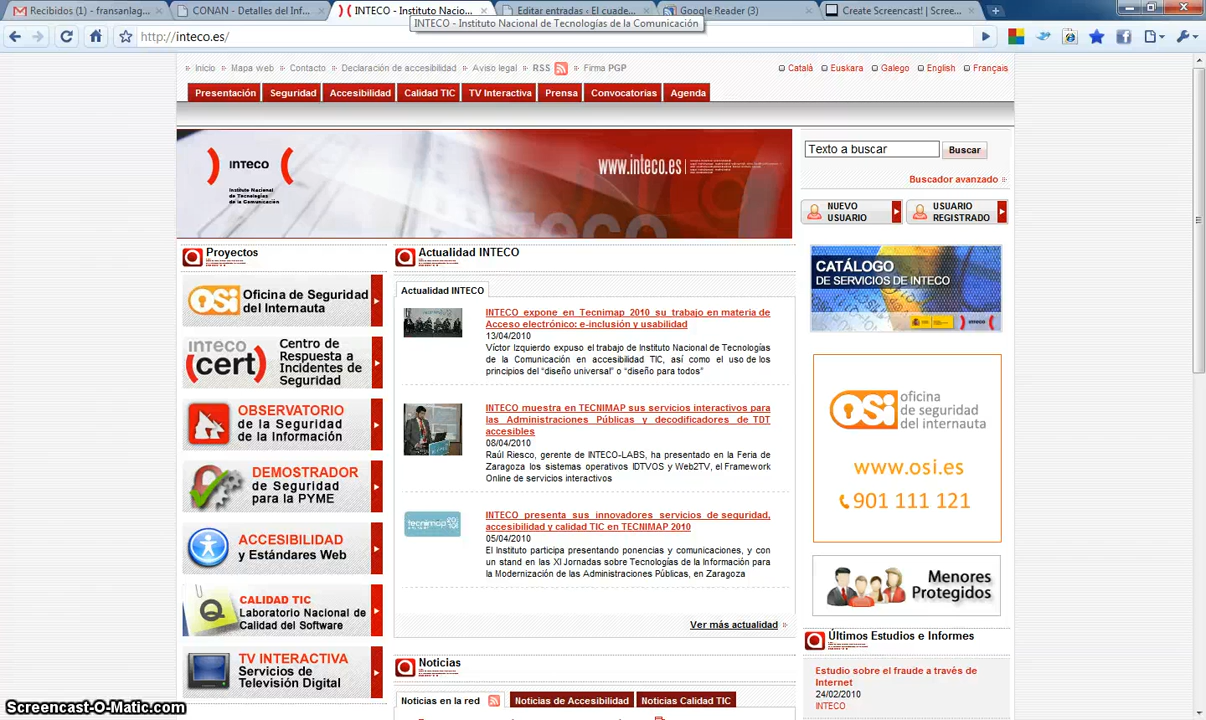 Recibidos (1) - fransanlag
CONAN - Detalles del Info
INTECO - Instituto Nacio...
Editar entradas ‹ El cuade
Google Reader (3)
Create Screencast! | Scree
INTECO - Instituto Nacional de Tecnologías de la Comunicación
http://inteco.es/
Inicio
Mapa web
Contacto
Declaración de accesibilidad
Aviso legal
RSS
Firma PGP
Català
Euskara
Galego
English
Français
Presentación
Seguridad
Accesibilidad
Calidad TIC
TV Interactiva
Prensa
Convocatorias
Agenda
INTECO
Instituto Nacional
de Tecnologías
de la Comunicación
www.inteco.es
INTECO
Texto a buscar
Buscar
Buscador avanzado
NUEVO
USUARIO
USUARIO
REGISTRADO
Proyectos
OSI Oficina de Seguridad
del Internauta
INTECO
cert
Centro de
Respuesta a
Incidentes de
Seguridad
OBSERVATORIO
de la Seguridad
de la Información
DEMOSTRADOR
de Seguridad
para la PYME
ACCESIBILIDAD
y Estándares Web
CALIDAD TIC
Laboratorio Nacional de
Calidad del Software
TV INTERACTIVA
Servicios de
Televisión Digital
Actualidad INTECO
Actualidad INTECO
INTECO expone en Tecnimap 2010 su trabajo en materia de
Acceso electrónico: e-inclusión y usabilidad
13/04/2010
Víctor Izquierdo expuso el trabajo de Instituto Nacional de Tecnologías
de la Comunicación en accesibilidad TIC, así como el uso de los
principios del "diseño universal" o "diseño para todos"
INTECO muestra en TECNIMAP sus servicios interactivos para
las Administraciones Públicas y decodificadores de TDT
accesibles
08/04/2010
Raúl Riesco, gerente de INTECO-LABS, ha presentado en la Feria de
Zaragoza los sistemas operativos IDTVOS y Web2TV, el Framework
Online de servicios interactivos
tecnimap
INTECO presenta sus innovadores servicios de seguridad,
accesibilidad y calidad TIC en TECNIMAP 2010
05/04/2010
El Instituto participa presentando ponencias y comunicaciones, y con
un stand en las XI Jornadas sobre Tecnologías de la Información para
la Modernización de las Administraciones Públicas, en Zaragoza
Ver más actualidad
Noticias
Noticias en la red
Noticias de Accesibilidad
Noticias Calidad TIC
CATÁLOGO
DE SERVICIOS DE INTECO
OSI
oficina
de seguridad
del internauta
www.osi.es
901 111 121
Menores
Protegidos
Últimos Estudios e Informes
Estudio sobre el fraude a través de
Internet
24/02/2010
INTECO
Screencast-O-Matic.com